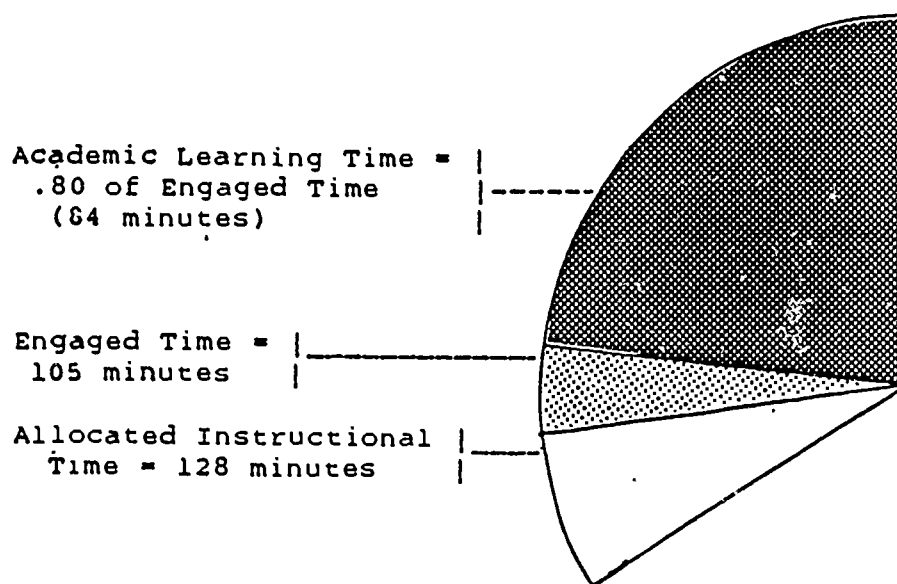 Academic Learning Time =
.80 of Engaged Time
(84 minutes)
Engaged Time =
105 minutes
Allocated Instructional
Time = 128 minutes